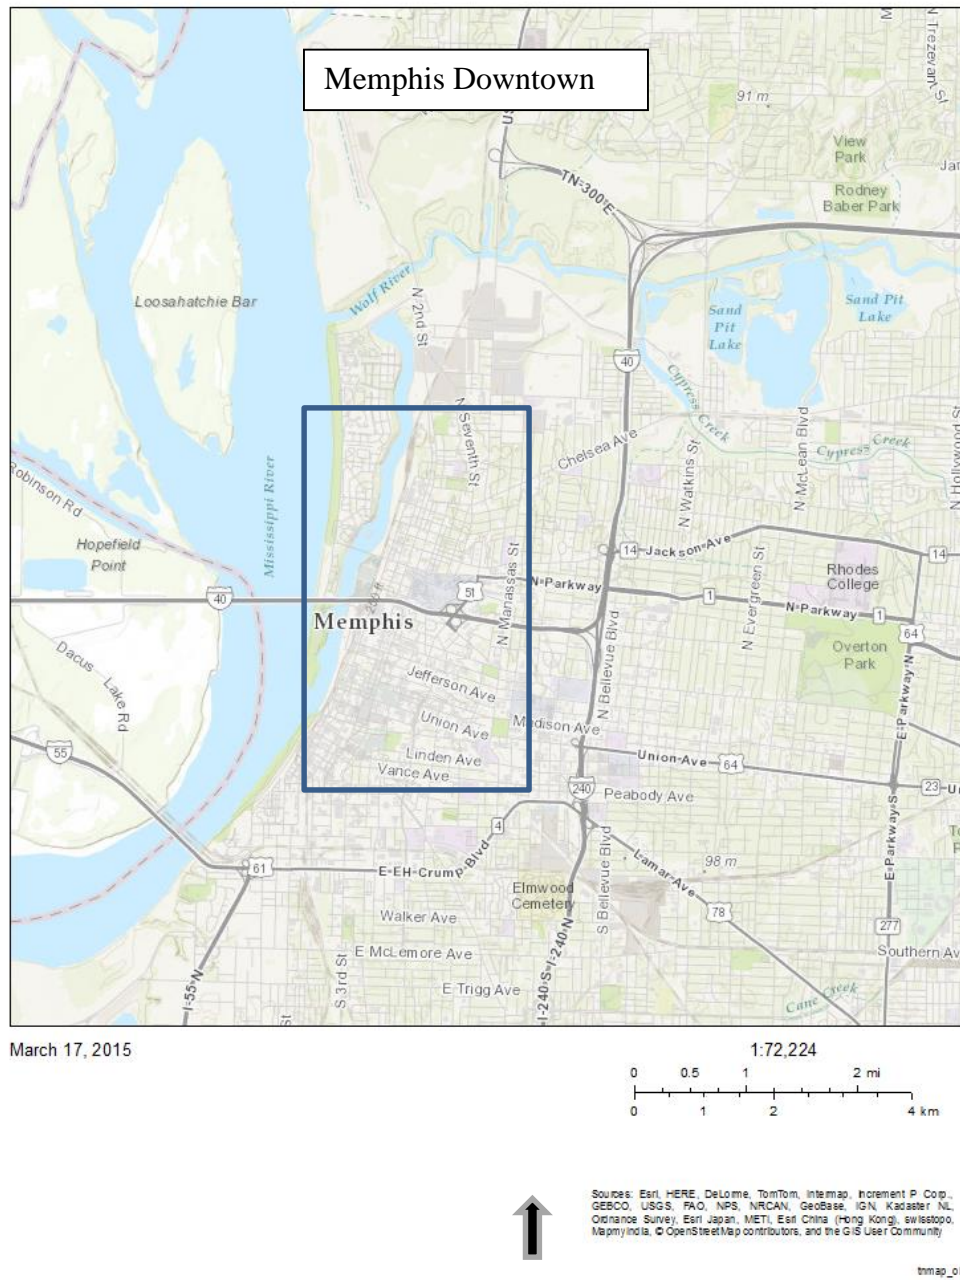 Memphis Downtown
N Trezevant St
91 m
View
Park
Rodney
Baber Park
TN-300 E
Loosahatchie Bar
Wolf River
N 2nd St
Sand
Pit
Lake
Sand Pit
Lake
40
Cypress Creek
N Seventh St
Chelsea Ave
N Watkins St
N McLean Blvd
Cypress Creek
N Hollywood St
Robinson Rd
Mississippi River
Hopefield
Point
14
Jackson Ave
14
Rhodes
College
N Manassas St
N Parkway
51
200 ft
40
1
N Evergreen St
N Parkway
1
Memphis
64
Overton
Park
Dacus Lake Rd
N Bellevue Blvd
Jefferson Ave
E Parkway N
Union Ave
Madison Ave
55
Linden Ave
Union Ave
64
Vance Ave
240
Peabody Ave
23
4
61
E EH Crump Blvd
S Bellevue Blvd
Lamar Ave
98 m
E Parkway S
Elmwood
Cemetery
Walker Ave
78
277
E McLemore Ave
Southern Av
S 3rd St
I-55 N
E Trigg Ave
I-240 S I-240 N
Cane Creek
St
March 17, 2015
1:72,224
0 0.5 1 2 mi
0 1 2 4 km
Sources: Esri, HERE, DeLorme, TomTom, Intermap, Increment P Corp.,
GEBCO, USGS, FAO, NPS, NRCAN, GeoBase, IGN, Kadaster NL,
Ordnance Survey, Esri Japan, METI, Esri China (Hong Kong), swisstopo,
MapmyIndia, © OpenStreetMap contributors, and the GIS User Community